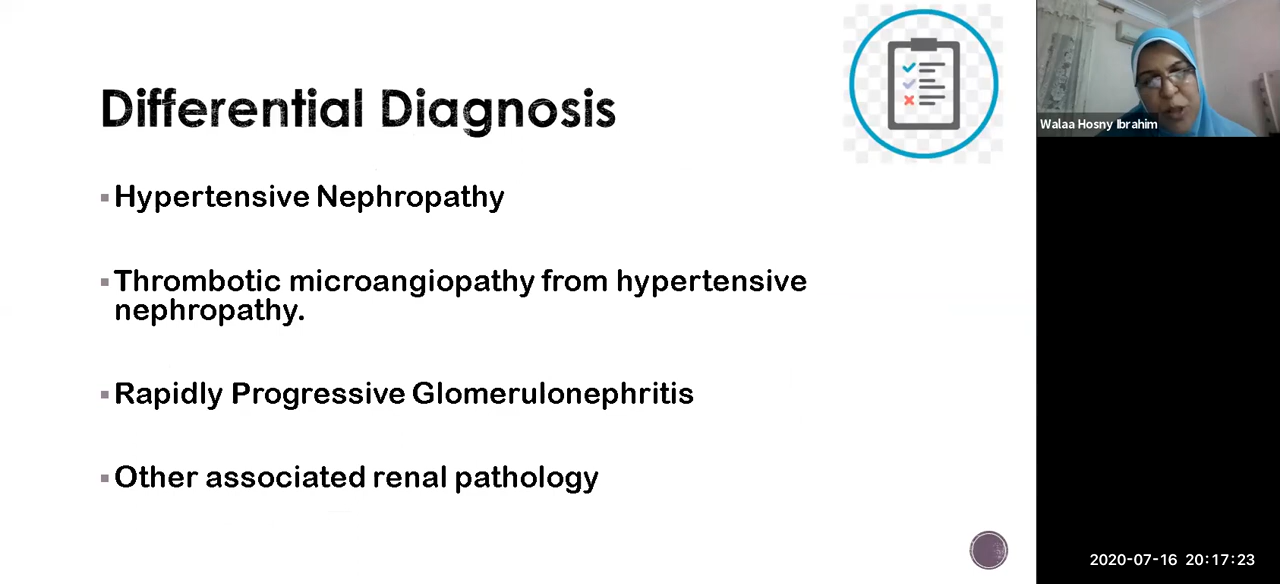 Differential Diagnosis
Hypertensive Nephropathy
Thrombotic microangiopathy from hypertensive
nephropathy.
Rapidly Progressive Glomerulonephritis
Other associated renal pathology
Walaa Hosny Ibrahim
2020-07-16 20:17:23